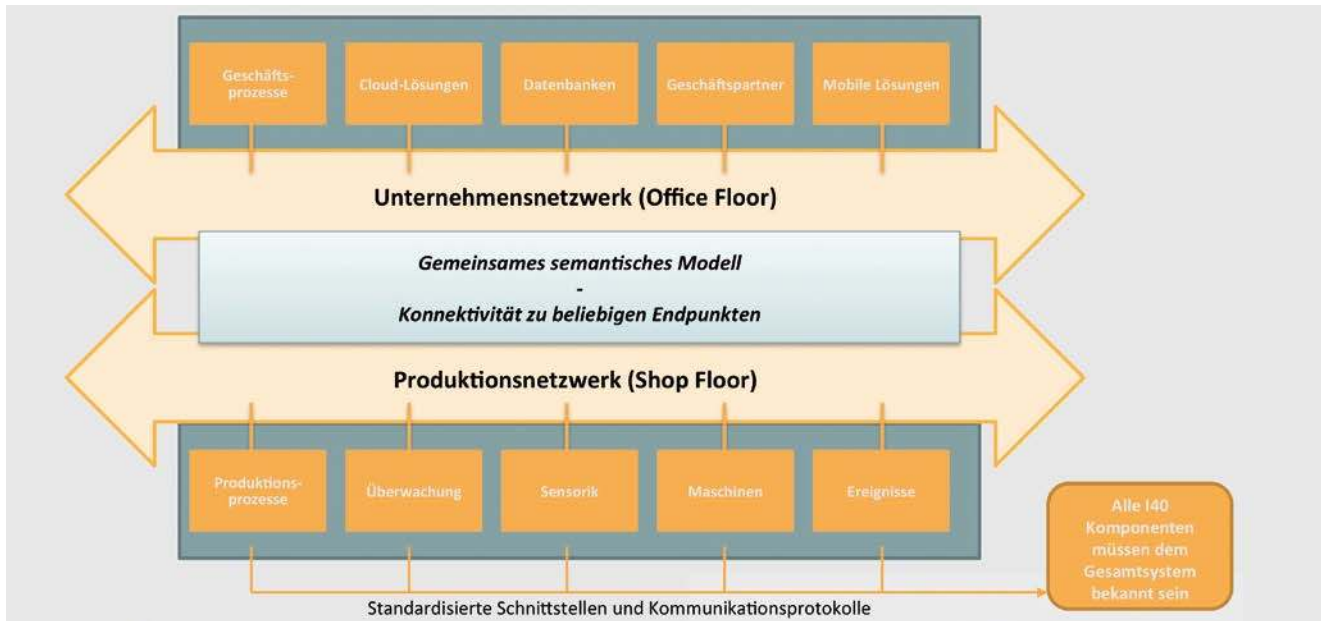 Geschäfts-
prozesse
Cloud-Lösungen
Datenbanken
Geschäftspartner
Mobile Lösungen
Unternehmensnetzwerk (Office Floor)
Gemeinsames semantisches Modell
-
Konnektivität zu beliebigen Endpunkten
Produktionsnetzwerk (Shop Floor)
Produktions-
prozesse
Überwachung
Sensorik
Maschinen
Ereignisse
Alle I40
Komponenten
müssen dem
Gesamtsystem
bekannt sein
Standardisierte Schnittstellen und Kommunikationsprotokolle